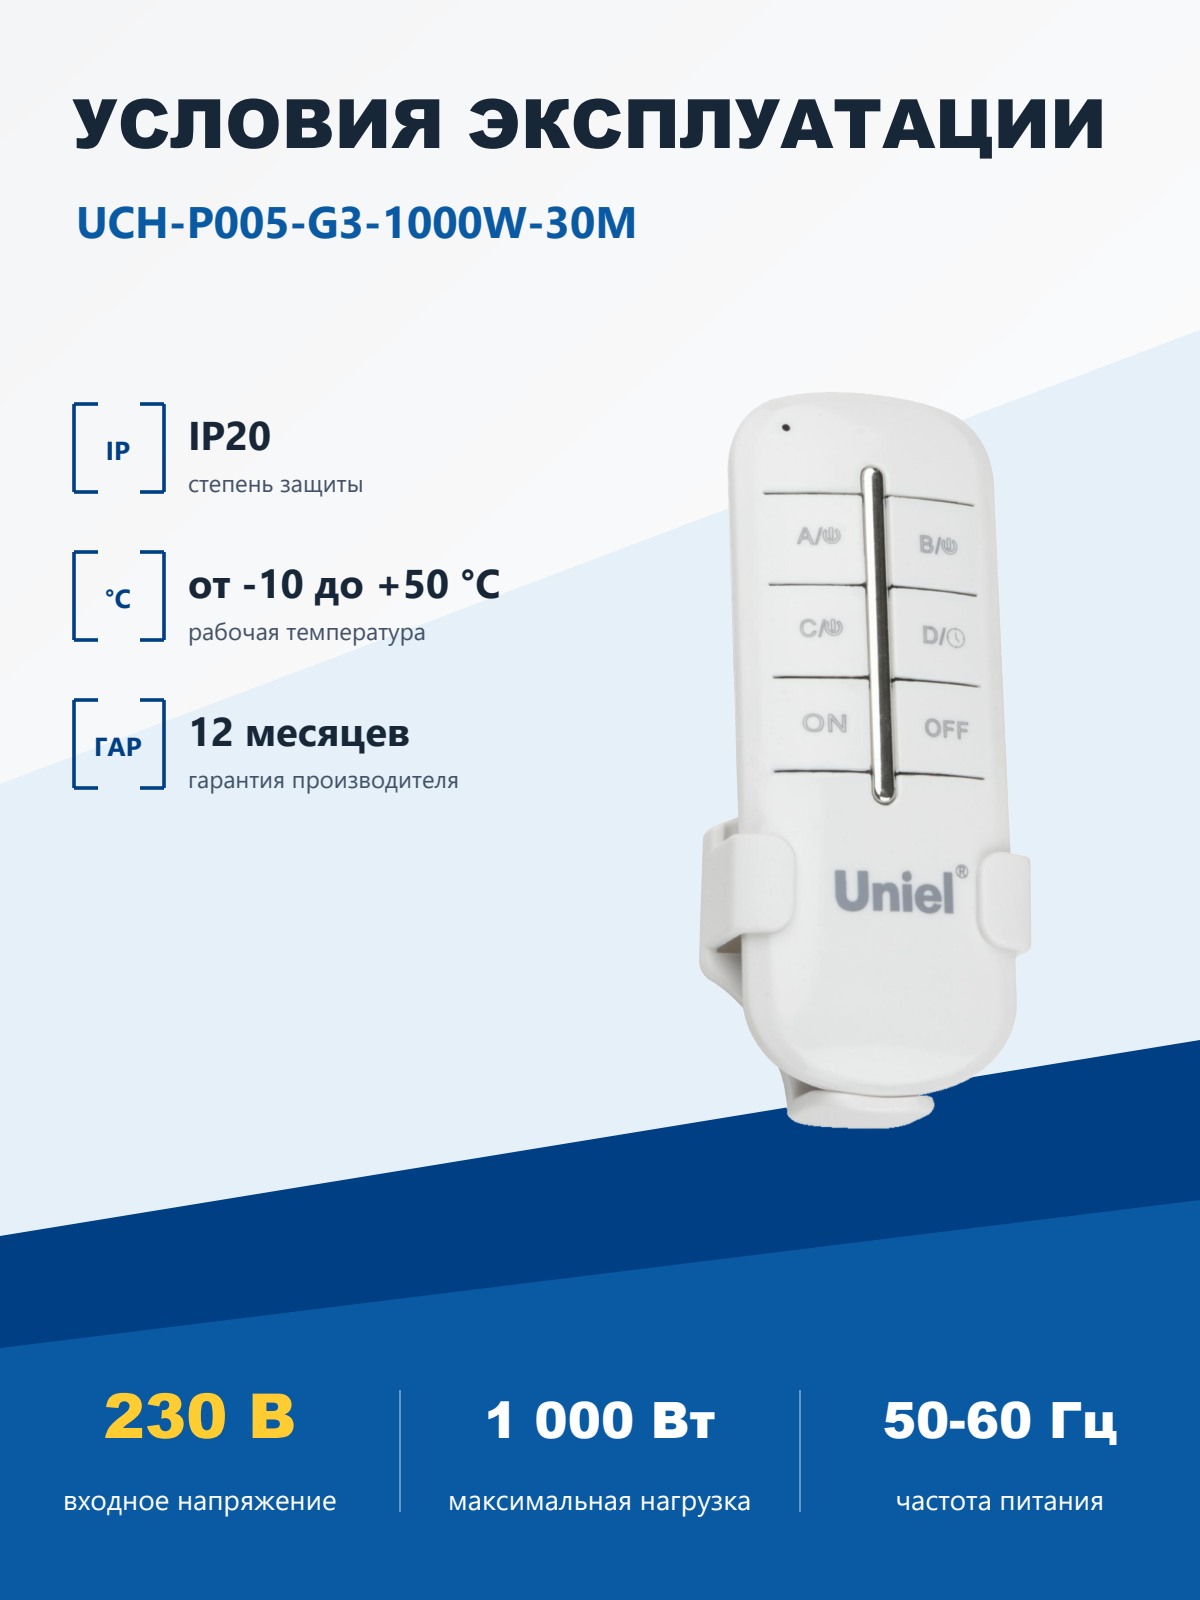 УСЛОВИЯ ЭКСПЛУАТАЦИИ
UCH-P005-G3-1000W-30M
IP
IP20
степень защиты
°C
от -10 до +50 °C
рабочая температура
ГАР
12 месяцев
гарантия производителя
A/
B/
C/
D/
ON
OFF
Uniel®
230 В
входное напряжение
1 000 Вт
максимальная нагрузка
50-60 Гц
частота питания